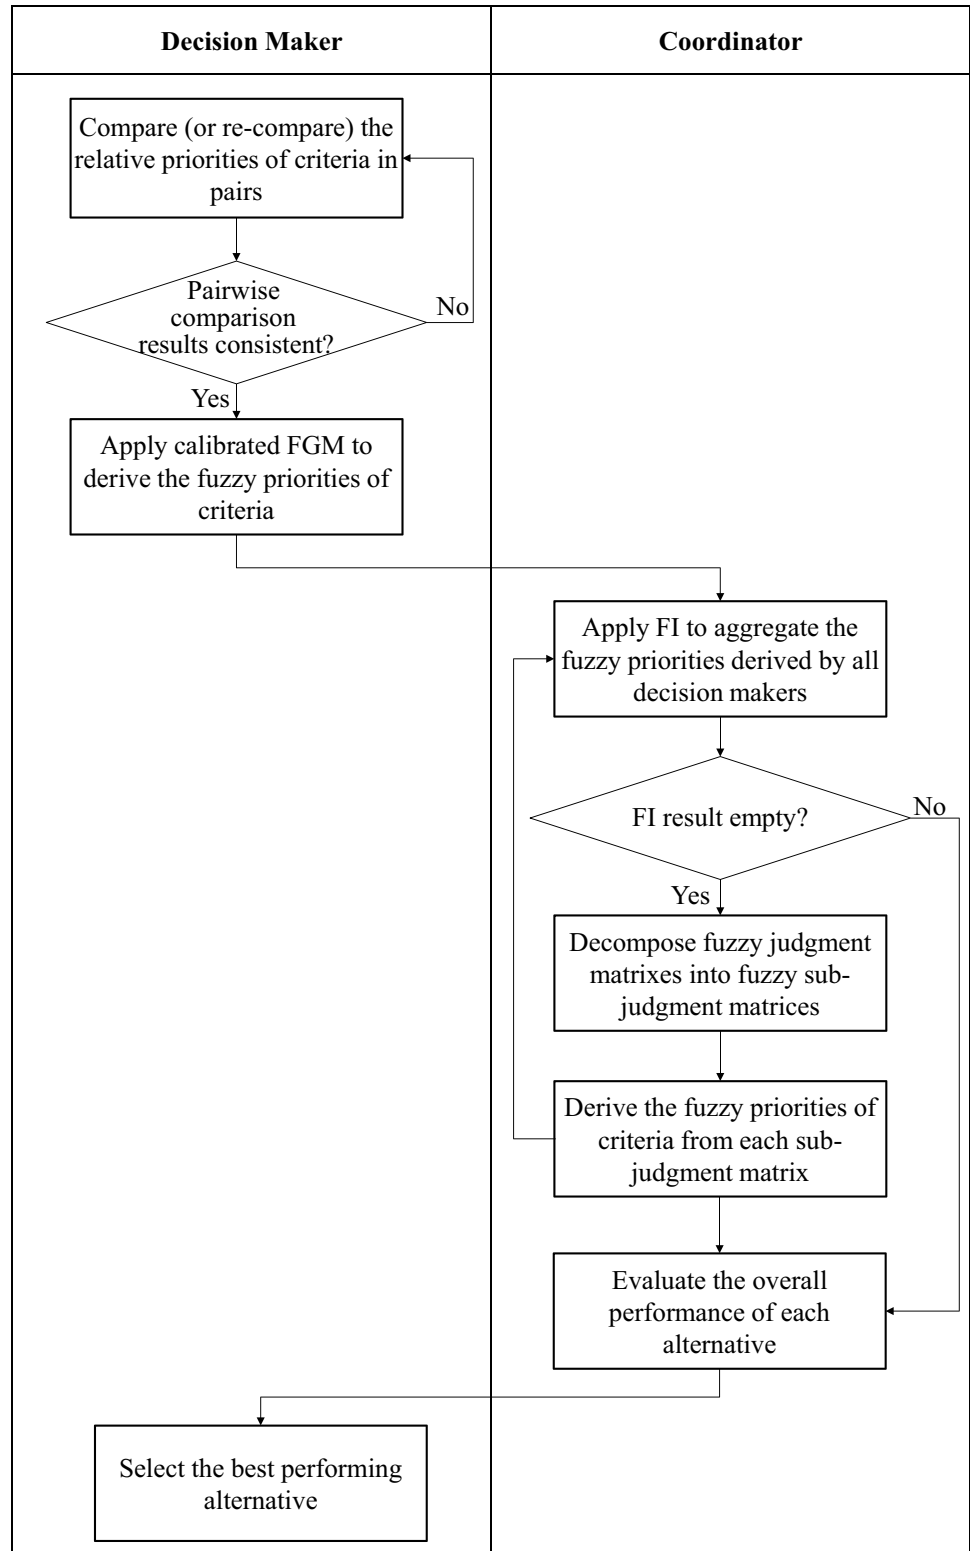 Decision Maker
Coordinator
Compare (or re-compare) the
relative priorities of criteria in
pairs
Pairwise
comparison
results consistent?
No
Yes
Apply calibrated FGM to
derive the fuzzy priorities of
criteria
Apply FI to aggregate the
fuzzy priorities derived by all
decision makers
FI result empty?
No
Yes
Decompose fuzzy judgment
matrixes into fuzzy sub-
judgment matrices
Derive the fuzzy priorities of
criteria from each sub-
judgment matrix
Evaluate the overall
performance of each
alternative
Select the best performing
alternative